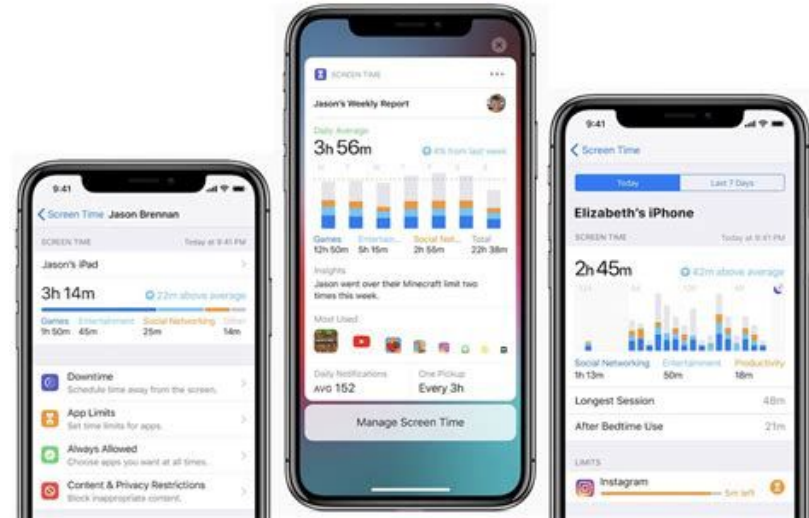 9:41
Screen Time Jason Brennan
SCREEN TIME Today at 9:41 PM
Jason's iPad
3h 14m 22m above average
Games Entertainment Social Networking Other
1h 50m 45m 25m 14m
Downtime
Schedule time away from the screen.
App Limits
Set time limits for apps.
Always Allowed
Choose apps you want at all times.
Content & Privacy Restrictions
Block inappropriate content.
SCREEN TIME
Jason's Weekly Report
Daily Average
3h 56m 4% from last week
Games Entertain... Social Net... Total
12h 50m 5h 15m 2h 55m 22h 38m
Insights
Jason went over their Minecraft limit two
times this week.
Most Used
Daily Notifications One Pickup
AVG 152 Every 3h
Manage Screen Time
9:41
Screen Time
Today Last 7 Days
Elizabeth's iPhone
SCREEN TIME Today at 9:41 PM
2h 45m 42m above average
Social Networking Entertainment Productivity
1h 13m 50m 18m
Longest Session 48m
After Bedtime Use 21m
LIMITS
Instagram
5m left